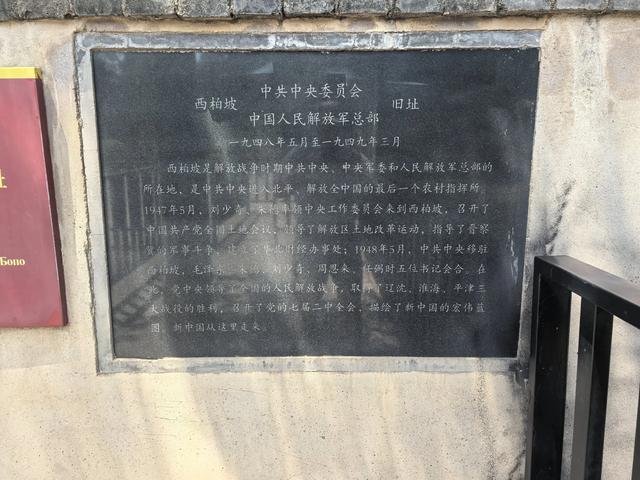 中共中央委员会
西柏坡 旧址
中国人民解放军总部
一九四八年五月至一九四九年三月
西柏坡是解放战争时期中共中央、中央军委和人民解放军总部的
所在地，是中共中央进入北平、解放全中国的最后一个农村指挥所。
1947年5月，刘少奇、朱德率领中央工作委员会来到西柏坡，召开了
中国共产党全国土地会议，领导了解放区土地改革运动，指导了晋察
冀的军事斗争，建立了华北财经办事处；1948年5月，中共中央移驻
西柏坡，毛泽东、朱德、刘少奇、周恩来、任弼时五位书记会合。在
此，党中央领导了全国的人民解放战争，取得了辽沈、淮海、平津三
大战役的胜利，召开了党的七届二中全会，描绘了新中国的宏伟蓝
图，新中国从这里走来。
址
Бопо